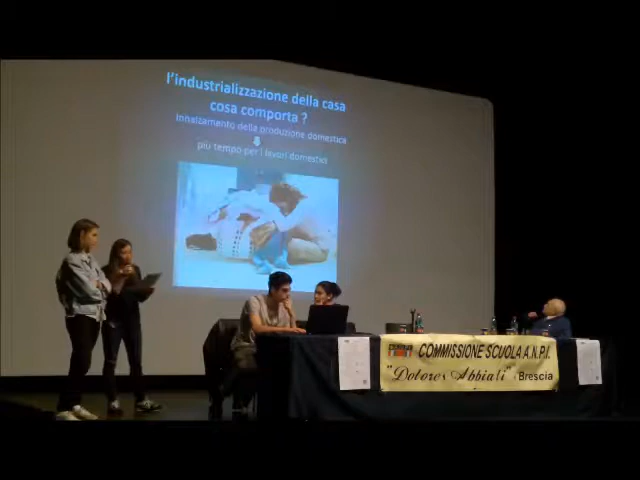 l'industrializzazione della casa
cosa comporta ?
Innalzamento della produzione domestica
più tempo per i lavori domestici
COMMISSIONE SCUOLA A.N.P.I.
"Dolores Abbiati" Brescia